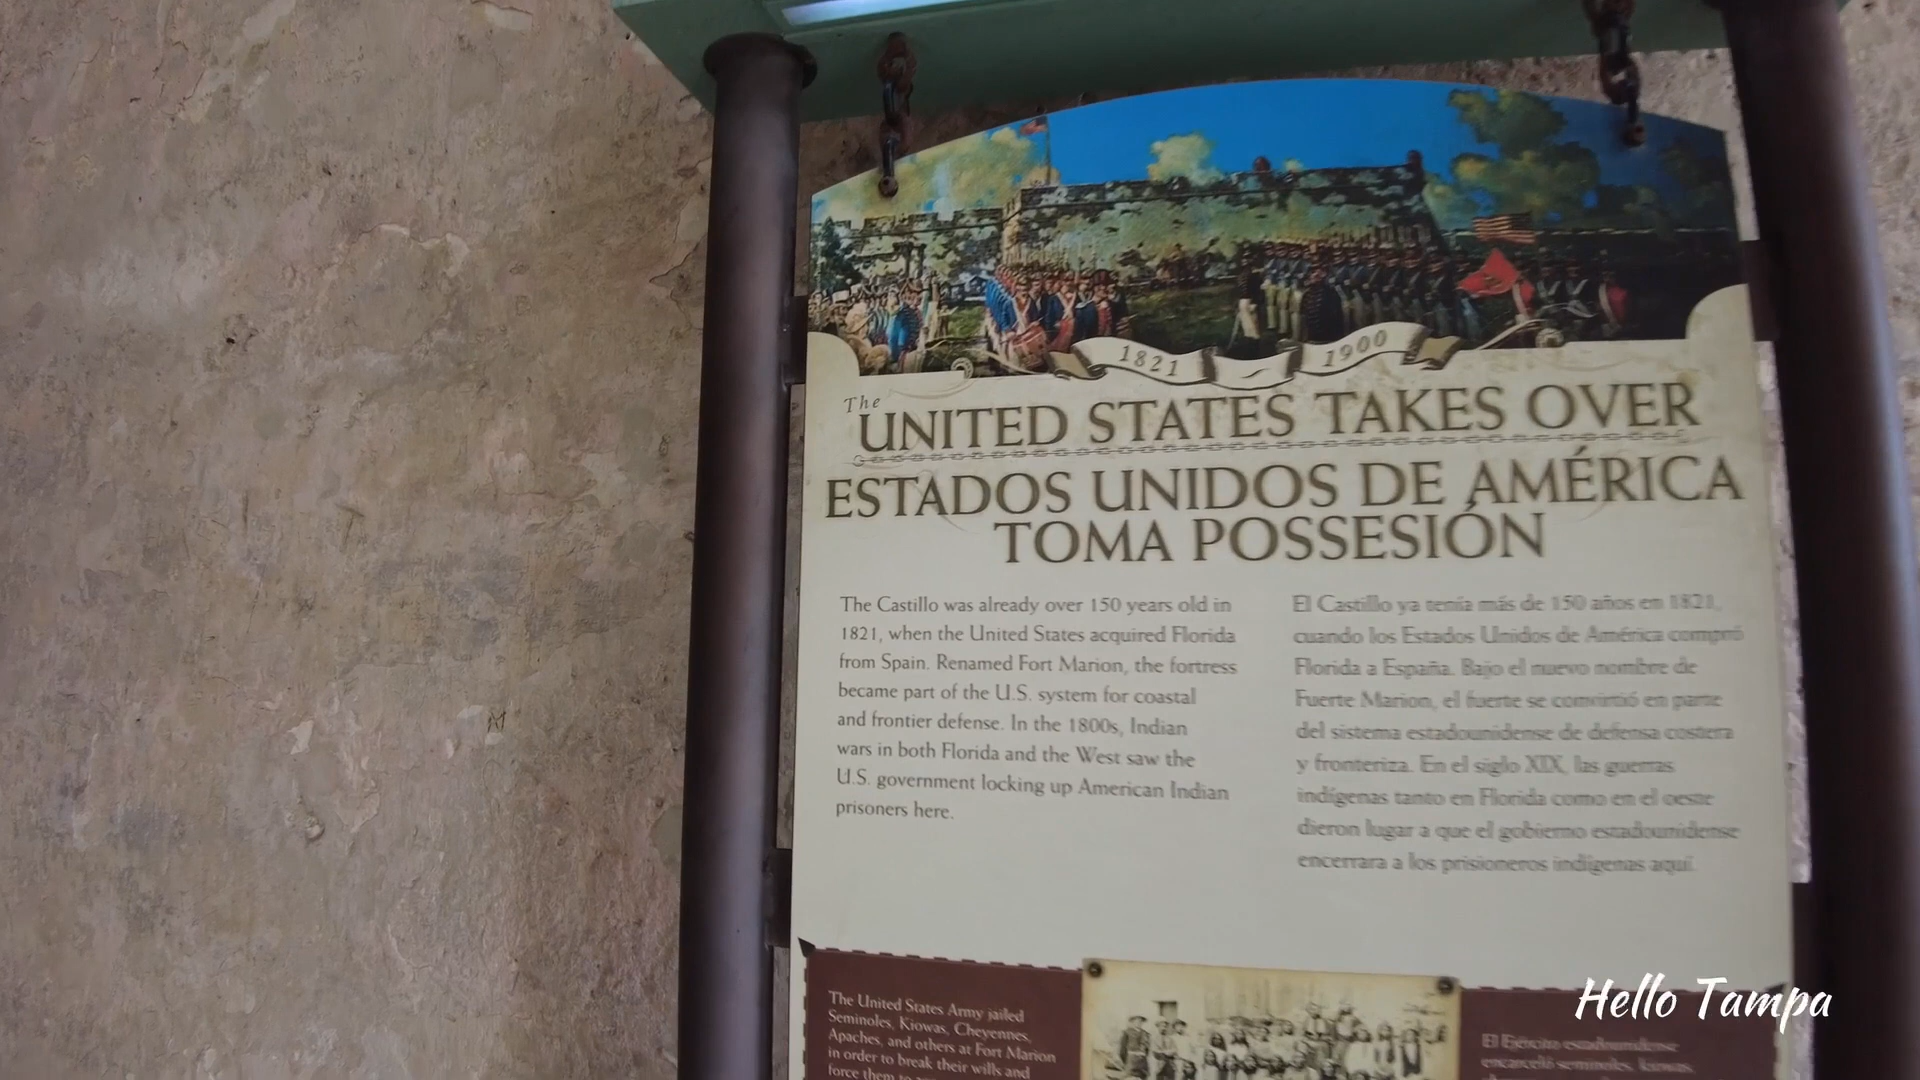 1821 1900
The
UNITED STATES TAKES OVER
ESTADOS UNIDOS DE AMÉRICA
TOMA POSSESIÓN
The Castillo was already over 150 years old in
1821, when the United States acquired Florida
from Spain. Renamed Fort Marion, the fortress
became part of the U.S. system for coastal
and frontier defense. In the 1800s, Indian
wars in both Florida and the West saw the
U.S. government locking up American Indian
prisoners here.
El Castillo ya tenía más de 150 años en 1821,
cuando los Estados Unidos de América compró
Florida a España. Bajo el nuevo nombre de
Fuerte Marion, el fuerte se convirtió en parte
del sistema estadounidense de defensa costera
y fronteriza. En el siglo XIX, las guerras
indígenas tanto en Florida como en el oeste
dieron lugar a que el gobierno estadounidense
encerrara a los prisioneros indígenas aquí.
The United States Army jailed
Seminoles, Kiowas, Cheyennes,
Apaches, and others at Fort Marion
in order to break their wills and
force them to
El Ejército estadounidense
encarceló seminoles, kiowas,
Hello Tampa